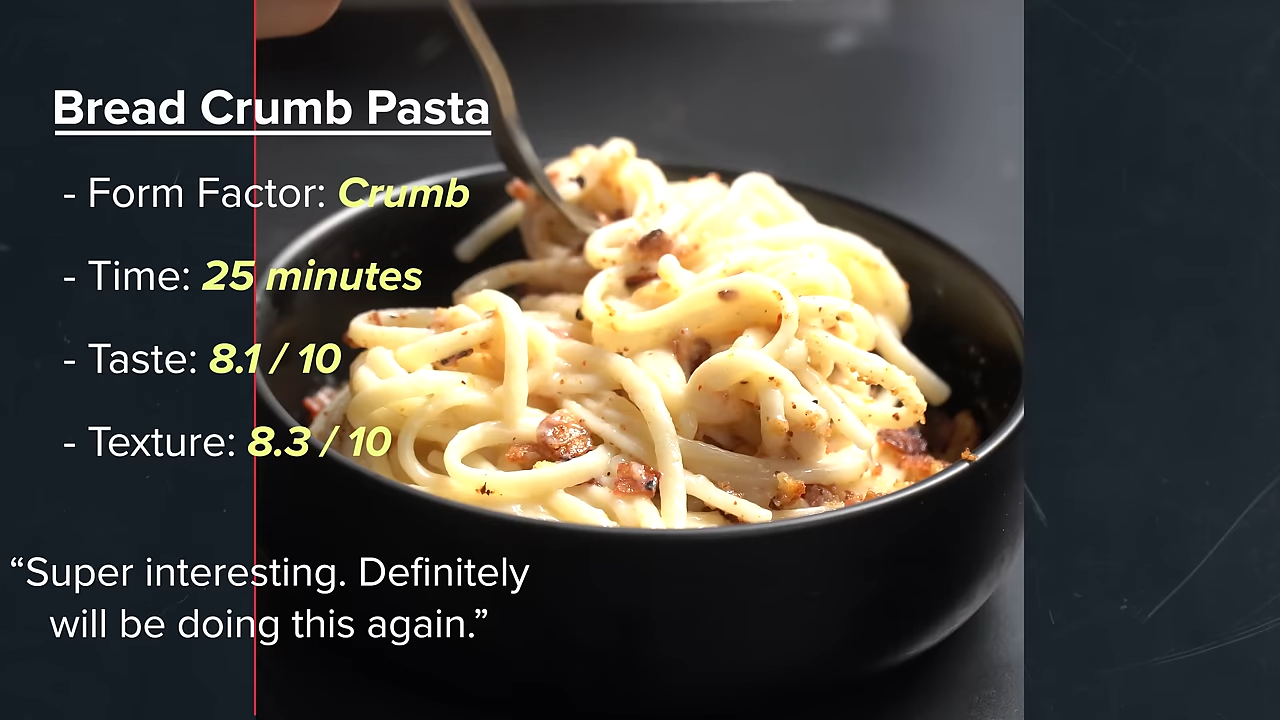 Bread Crumb Pasta
- Form Factor: Crumb
- Time: 25 minutes
- Taste: 8.1 / 10
- Texture: 8.3 / 10
“Super interesting. Definitely
will be doing this again.”